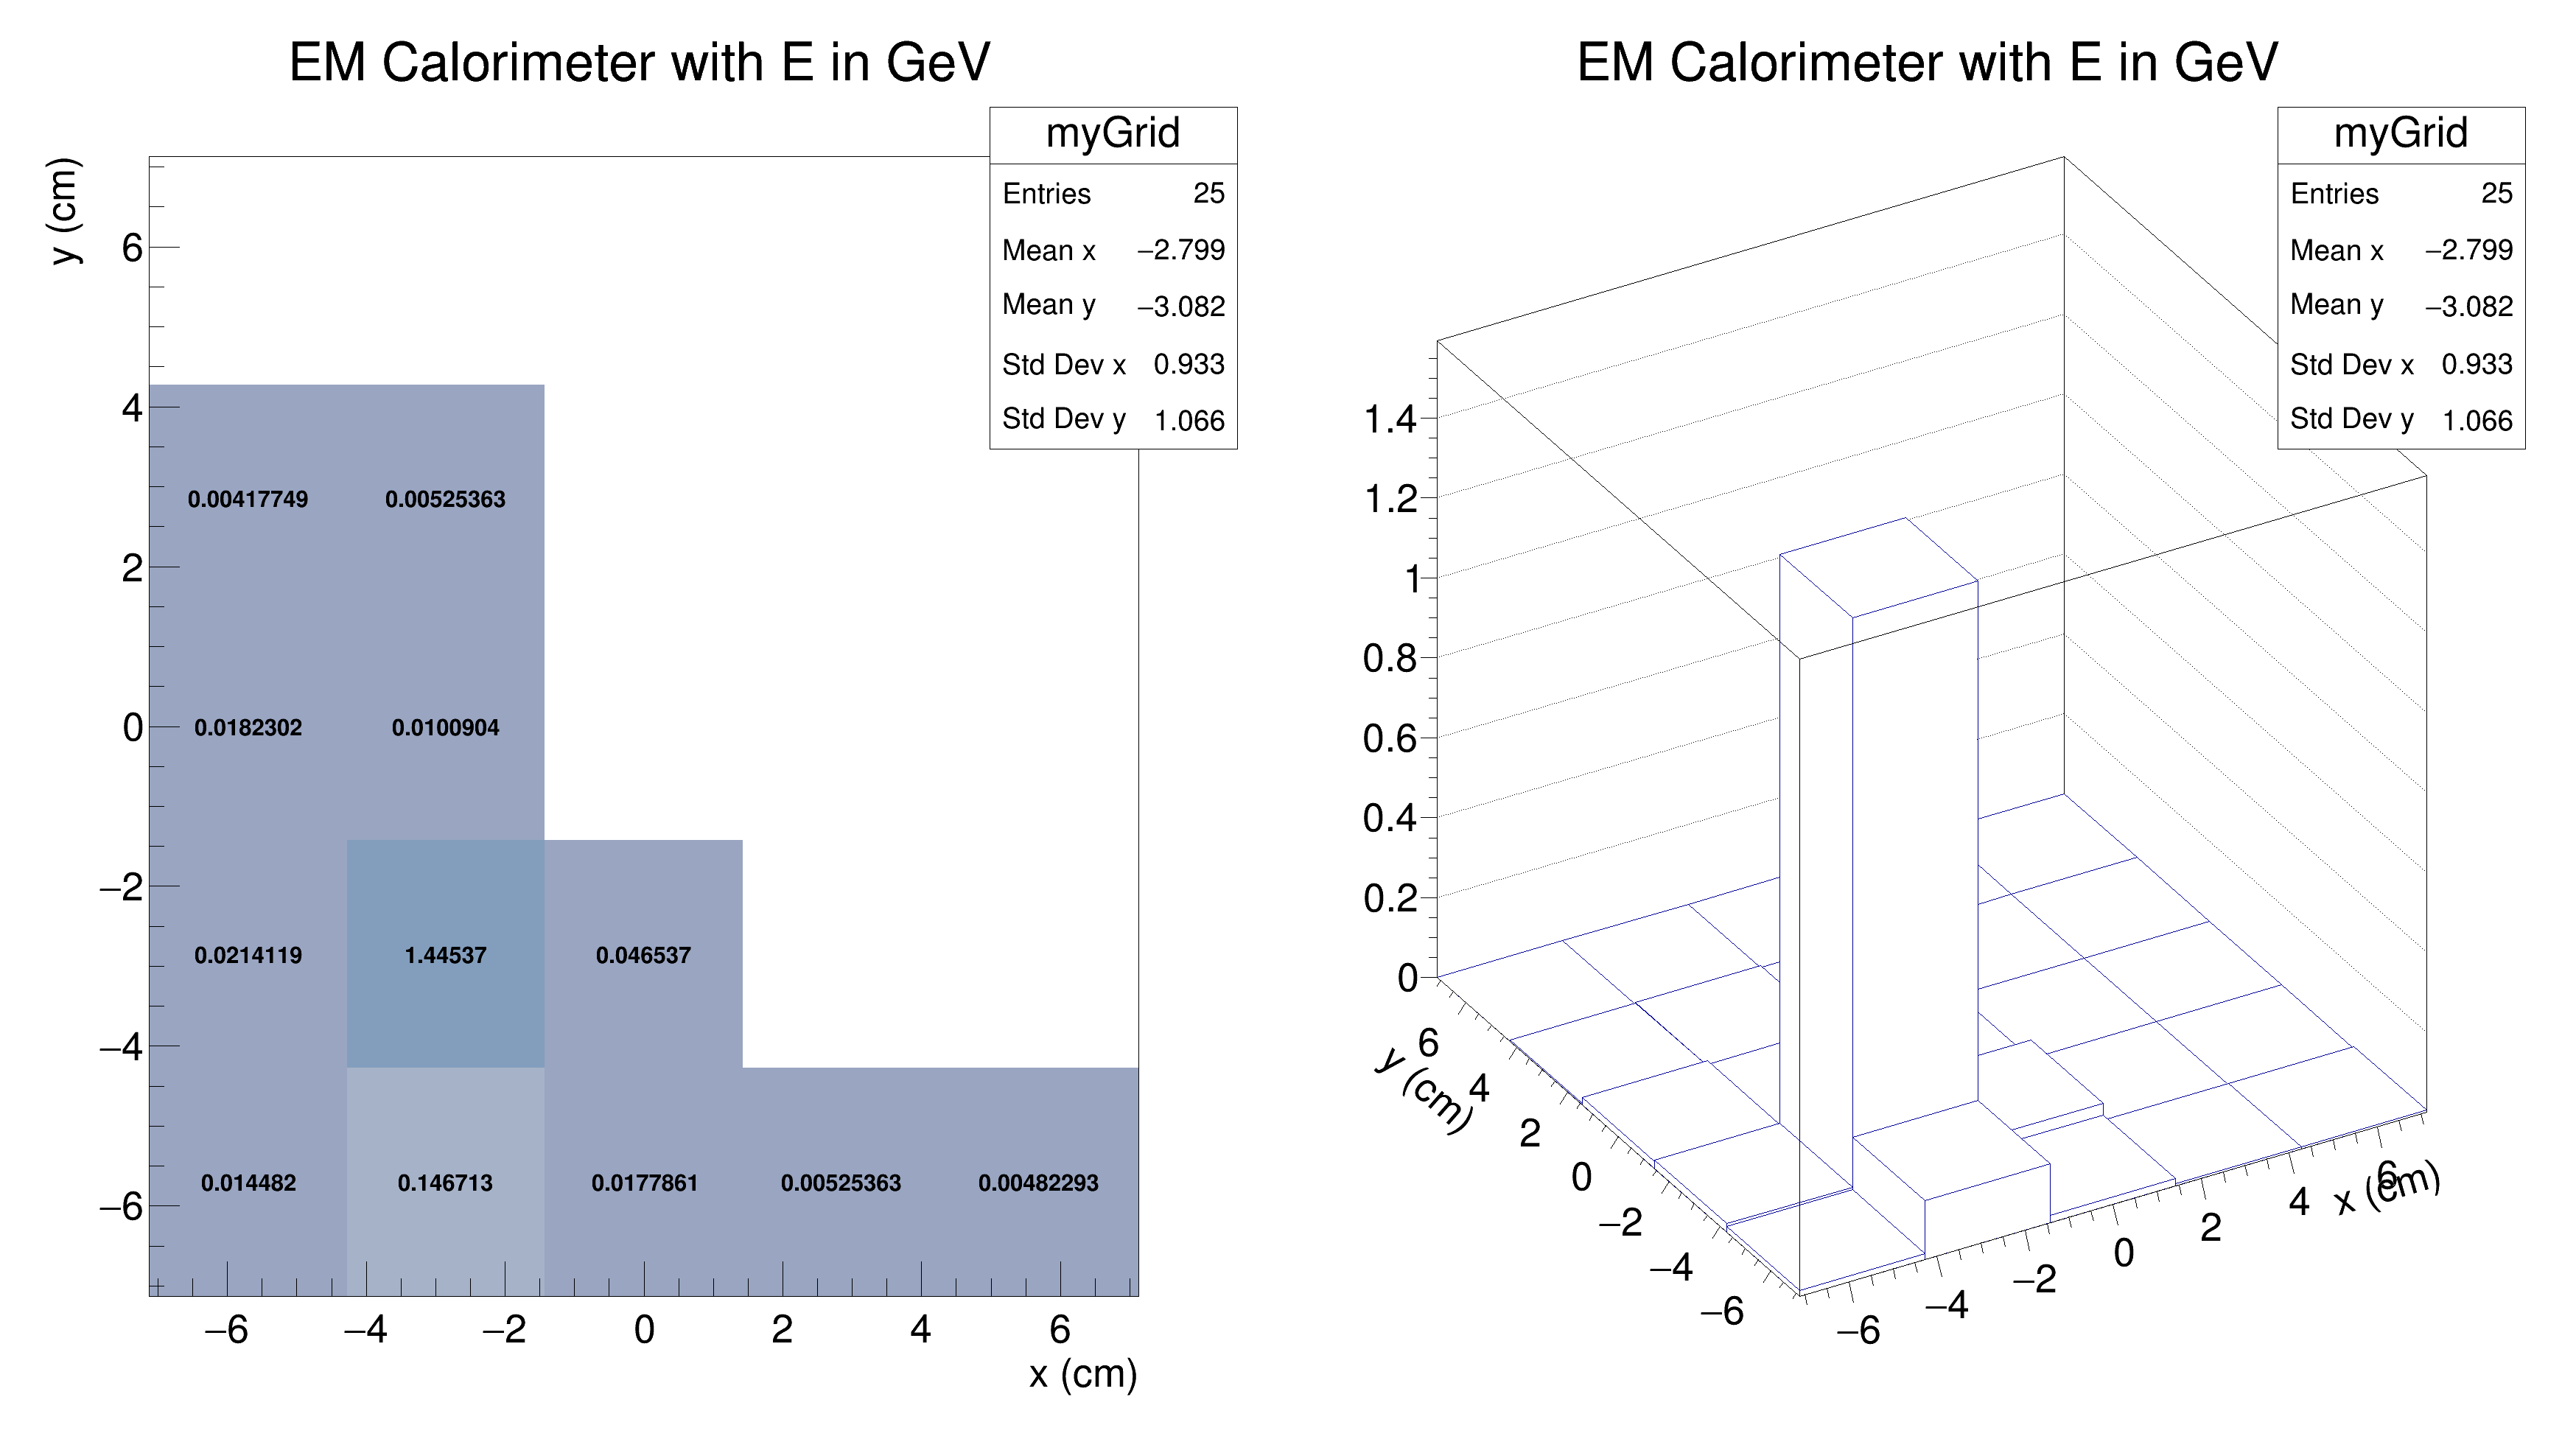 EM Calorimeter with E in GeV
myGrid
Entries 25
Mean x −2.799
Mean y −3.082
Std Dev x 0.933
Std Dev y 1.066
y (cm)
6
4
2
0
−2
−4
−6
0.00417749 0.00525363
0.0182302 0.0100904
0.0214119 1.44537 0.046537
0.014482 0.146713 0.0177861 0.00525363 0.00482293
−6 −4 −2 0 2 4 6
x (cm)
EM Calorimeter with E in GeV
myGrid
Entries 25
Mean x −2.799
Mean y −3.082
Std Dev x 0.933
Std Dev y 1.066
1.4
1.2
1
0.8
0.6
0.4
0.2
0
y (cm)
6
4
2
0
−2
−4
−6
−6 −4 −2 0 2 4 6
x (cm)